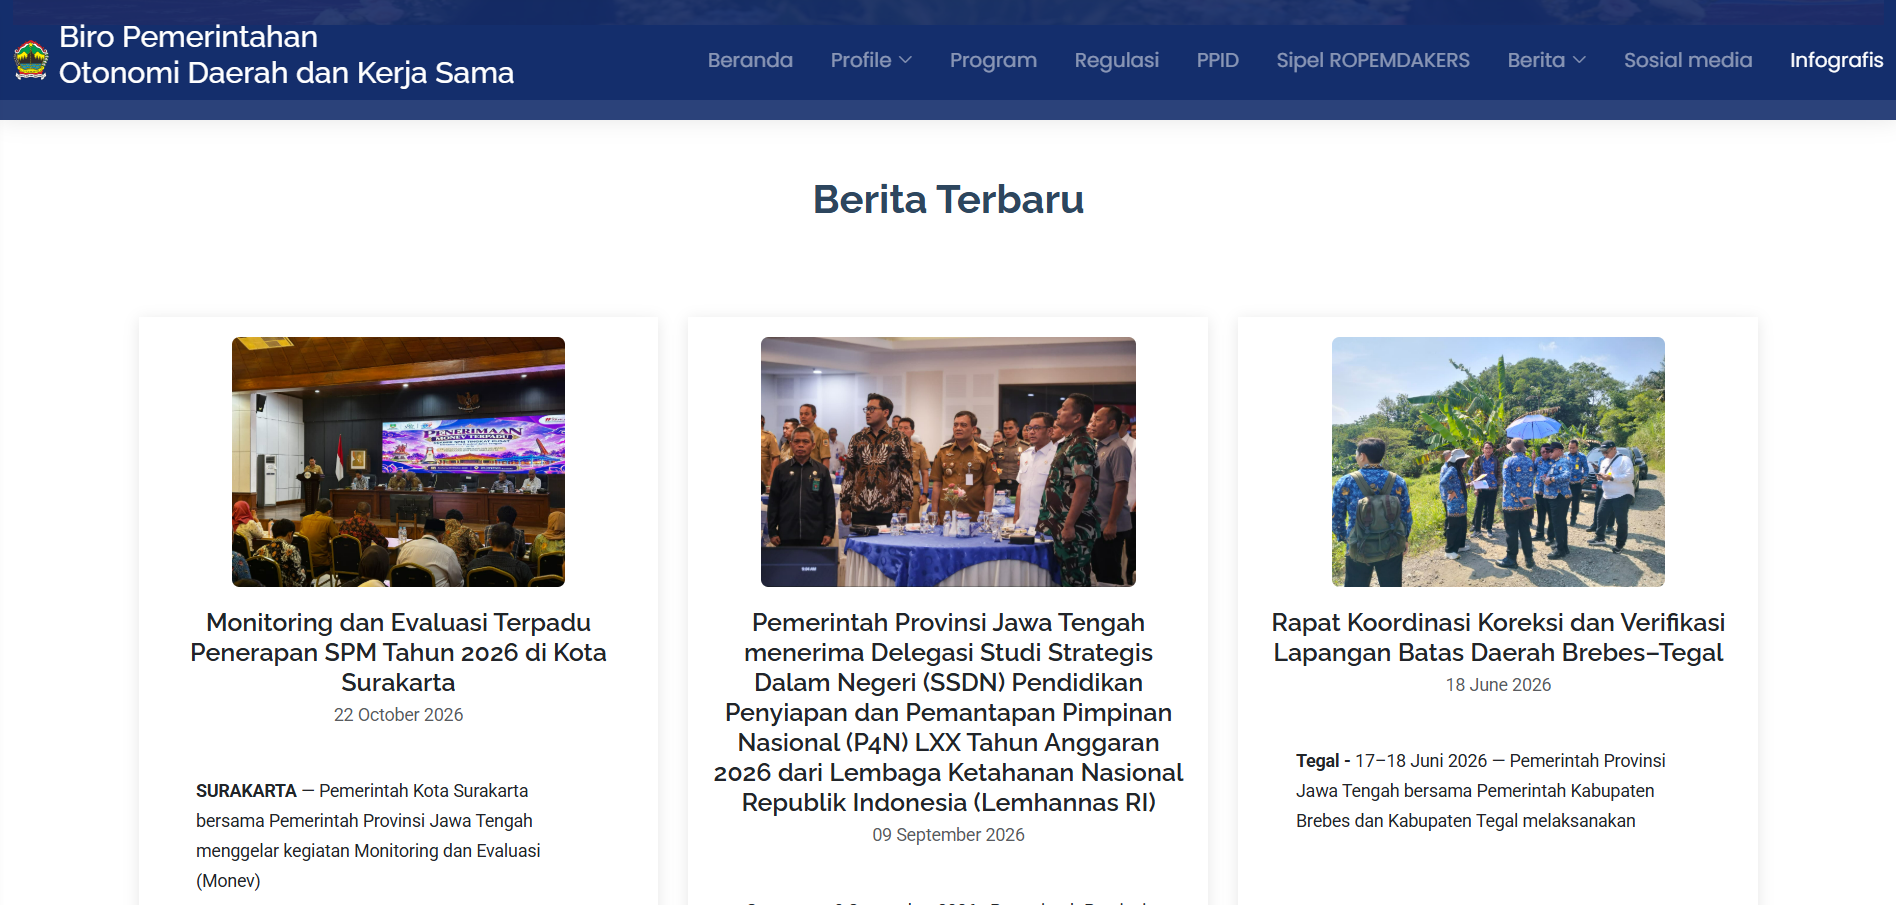 Biro Pemerintahan
Otonomi Daerah dan Kerja Sama
Beranda Profile Program Regulasi PPID Sipel ROPEMDAKERS Berita Sosial media Infografis
Berita Terbaru
PENERIMAAN
MONEV TERPADU
Monitoring dan Evaluasi Terpadu
Penerapan SPM Tahun 2026 di Kota
Surakarta
22 October 2026
SURAKARTA — Pemerintah Kota Surakarta
bersama Pemerintah Provinsi Jawa Tengah
menggelar kegiatan Monitoring dan Evaluasi
(Monev)
Pemerintah Provinsi Jawa Tengah
menerima Delegasi Studi Strategis
Dalam Negeri (SSDN) Pendidikan
Penyiapan dan Pemantapan Pimpinan
Nasional (P4N) LXX Tahun Anggaran
2026 dari Lembaga Ketahanan Nasional
Republik Indonesia (Lemhannas RI)
09 September 2026
Rapat Koordinasi Koreksi dan Verifikasi
Lapangan Batas Daerah Brebes–Tegal
18 June 2026
Tegal - 17–18 Juni 2026 — Pemerintah Provinsi
Jawa Tengah bersama Pemerintah Kabupaten
Brebes dan Kabupaten Tegal melaksanakan